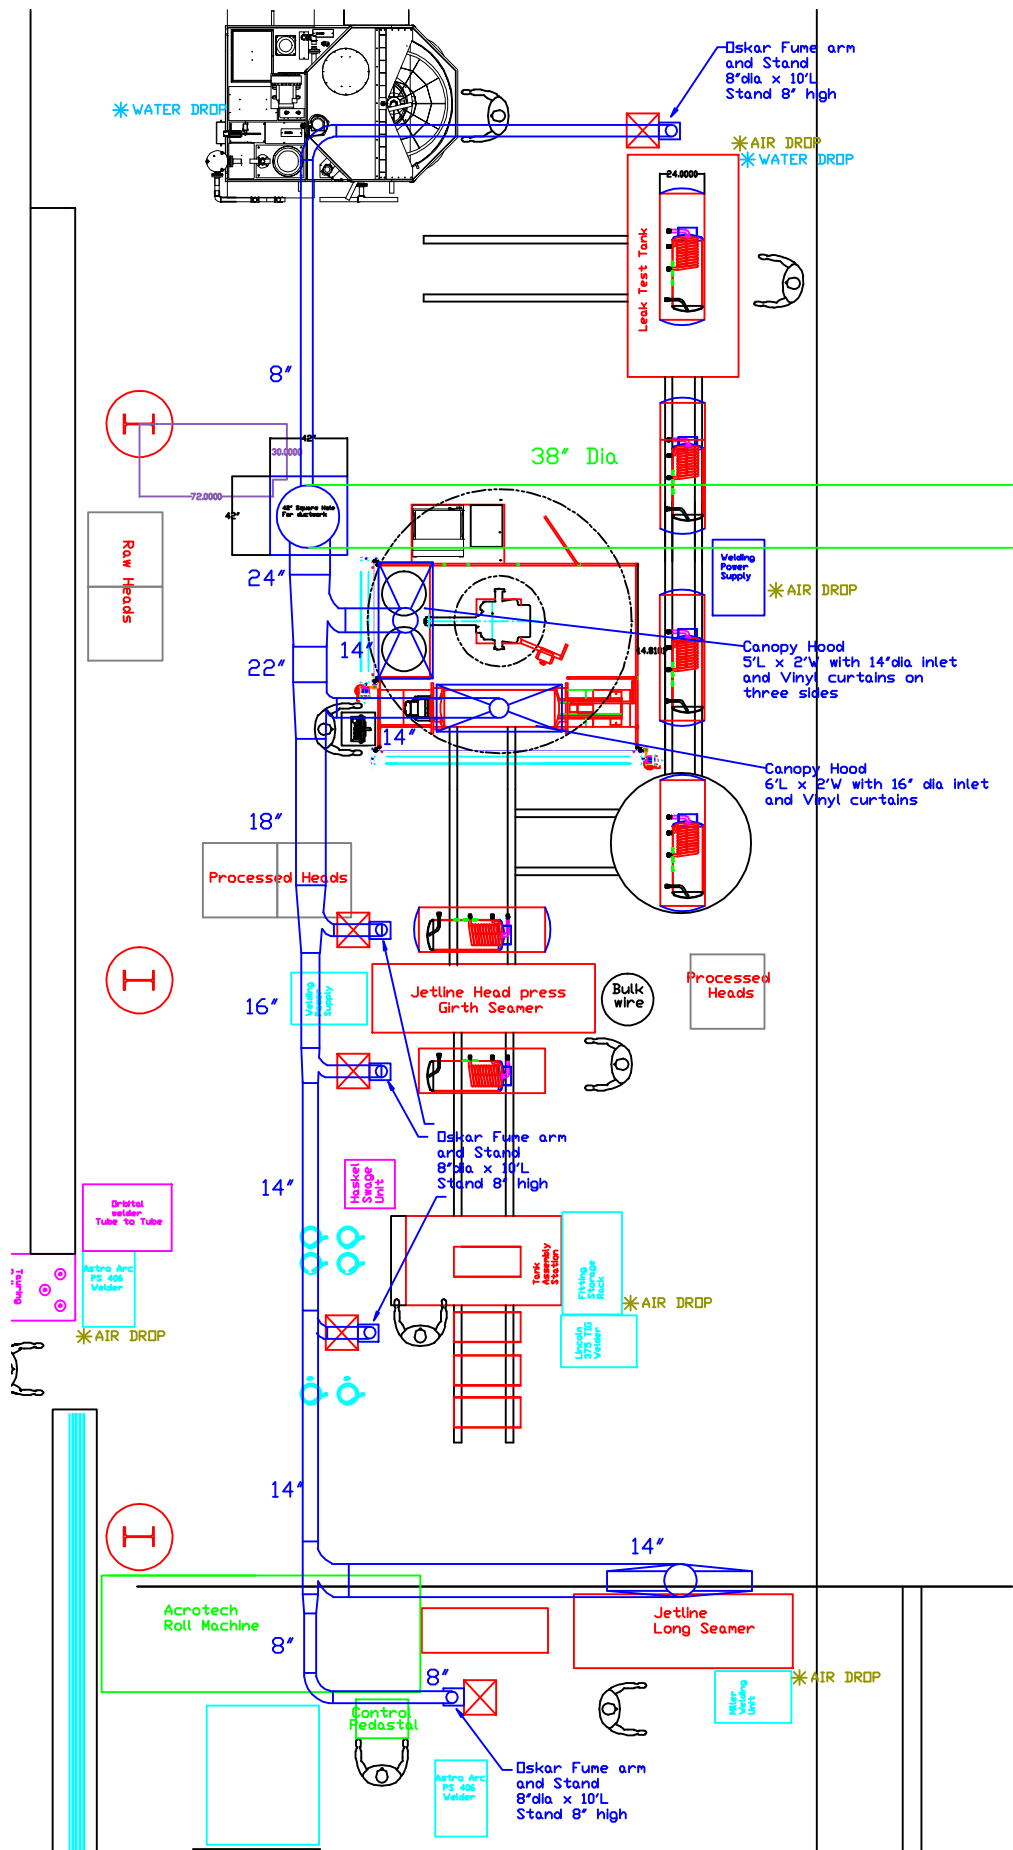 Oskar Fume arm
and Stand
8"dia x 10'L
Stand 8" high
WATER DROP
AIR DROP
WATER DROP
24.0000
Leak Test Tank
8"
38" Dia
42"
30.0000
72.0000
42"
42" Square Hole
For ductwork
Raw Heads
Welding
Power
Supply
AIR DROP
24"
14"
22"
14.8101
Canopy Hood
5'L x 2'W with 14"dia inlet
and Vinyl curtains on
three sides
14"
Canopy Hood
6'L x 2'W with 16" dia inlet
and Vinyl curtains
18"
Processed Heads
Jetline Head press
Girth Seamer
Bulk
wire
Processed
Heads
Welding
Power
Supply
16"
Oskar Fume arm
and Stand
8"dia x 10'L
Stand 8" high
Haskel
Swage
Unit
14"
Orbital
welder
Tube to Tube
Astro Arc
PS 406
Welder
Touring
AIR DROP
Tank
Assembly
Station
Fitting
Storage
Rack
AIR DROP
Lincoln
375 TIG
Welder
14"
14"
Acrotech
Roll Machine
Jetline
Long Seamer
8"
8"
AIR DROP
Miler
Welding
Unit
Control
Pedastal
Astro Arc
PS 406
Welder
Oskar Fume arm
and Stand
8"dia x 10'L
Stand 8" high